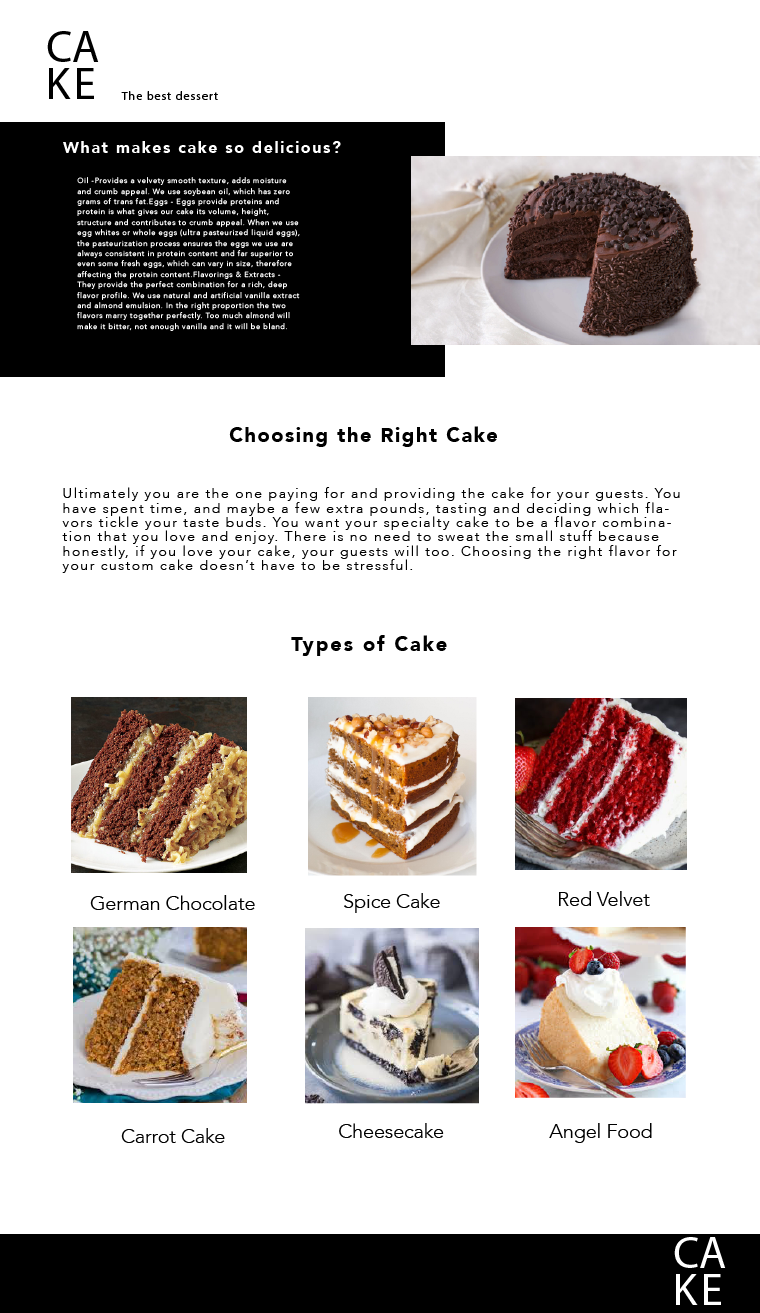 CA
KE
The best dessert
What makes cake so delicious?
Oil -Provides a velvety smooth texture, adds moisture
and crumb appeal. We use soybean oil, which has zero
grams of trans fat.Eggs - Eggs provide proteins and
protein is what gives our cake its volume, height,
structure and contributes to crumb appeal. When we use
egg whites or whole eggs (ultra pasteurized liquid eggs),
the pasteurization process ensures the eggs we use are
always consistent in protein content and far superior to
even some fresh eggs, which can vary in size, therefore
affecting the protein content.Flavorings & Extracts -
They provide the perfect combination for a rich, deep
flavor profile. We use natural and artificial vanilla extract
and almond emulsion. In the right proportion the two
flavors marry together perfectly. Too much almond will
make it bitter, not enough vanilla and it will be bland.
Choosing the Right Cake
Ultimately you are the one paying for and providing the cake for your guests. You
have spent time, and maybe a few extra pounds, tasting and deciding which fla-
vors tickle your taste buds. You want your specialty cake to be a flavor combina-
tion that you love and enjoy. There is no need to sweat the small stuff because
honestly, if you love your cake, your guests will too. Choosing the right flavor for
your custom cake doesn't have to be stressful.
Types of Cake
German Chocolate
Spice Cake
Red Velvet
Carrot Cake
Cheesecake
Angel Food
CA
KE